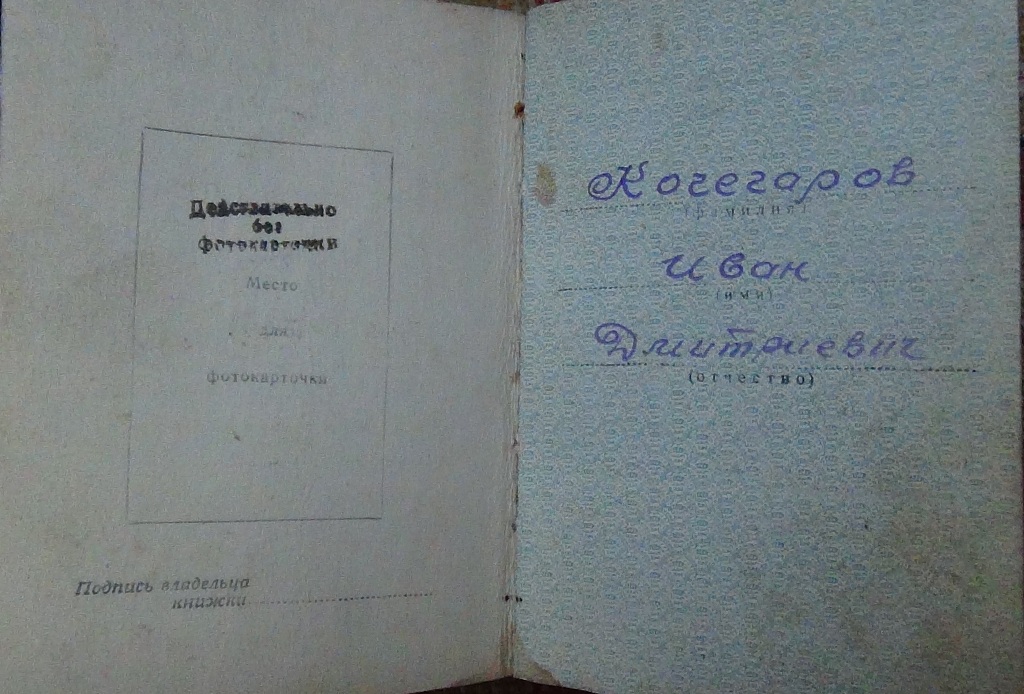 Действительно
без
фотокарточки
Место
для
фотокарточки
Подпись владельца
книжки
Кочегаров
(фамилия)
Иван
(имя)
Дмитриевич
(отчество)